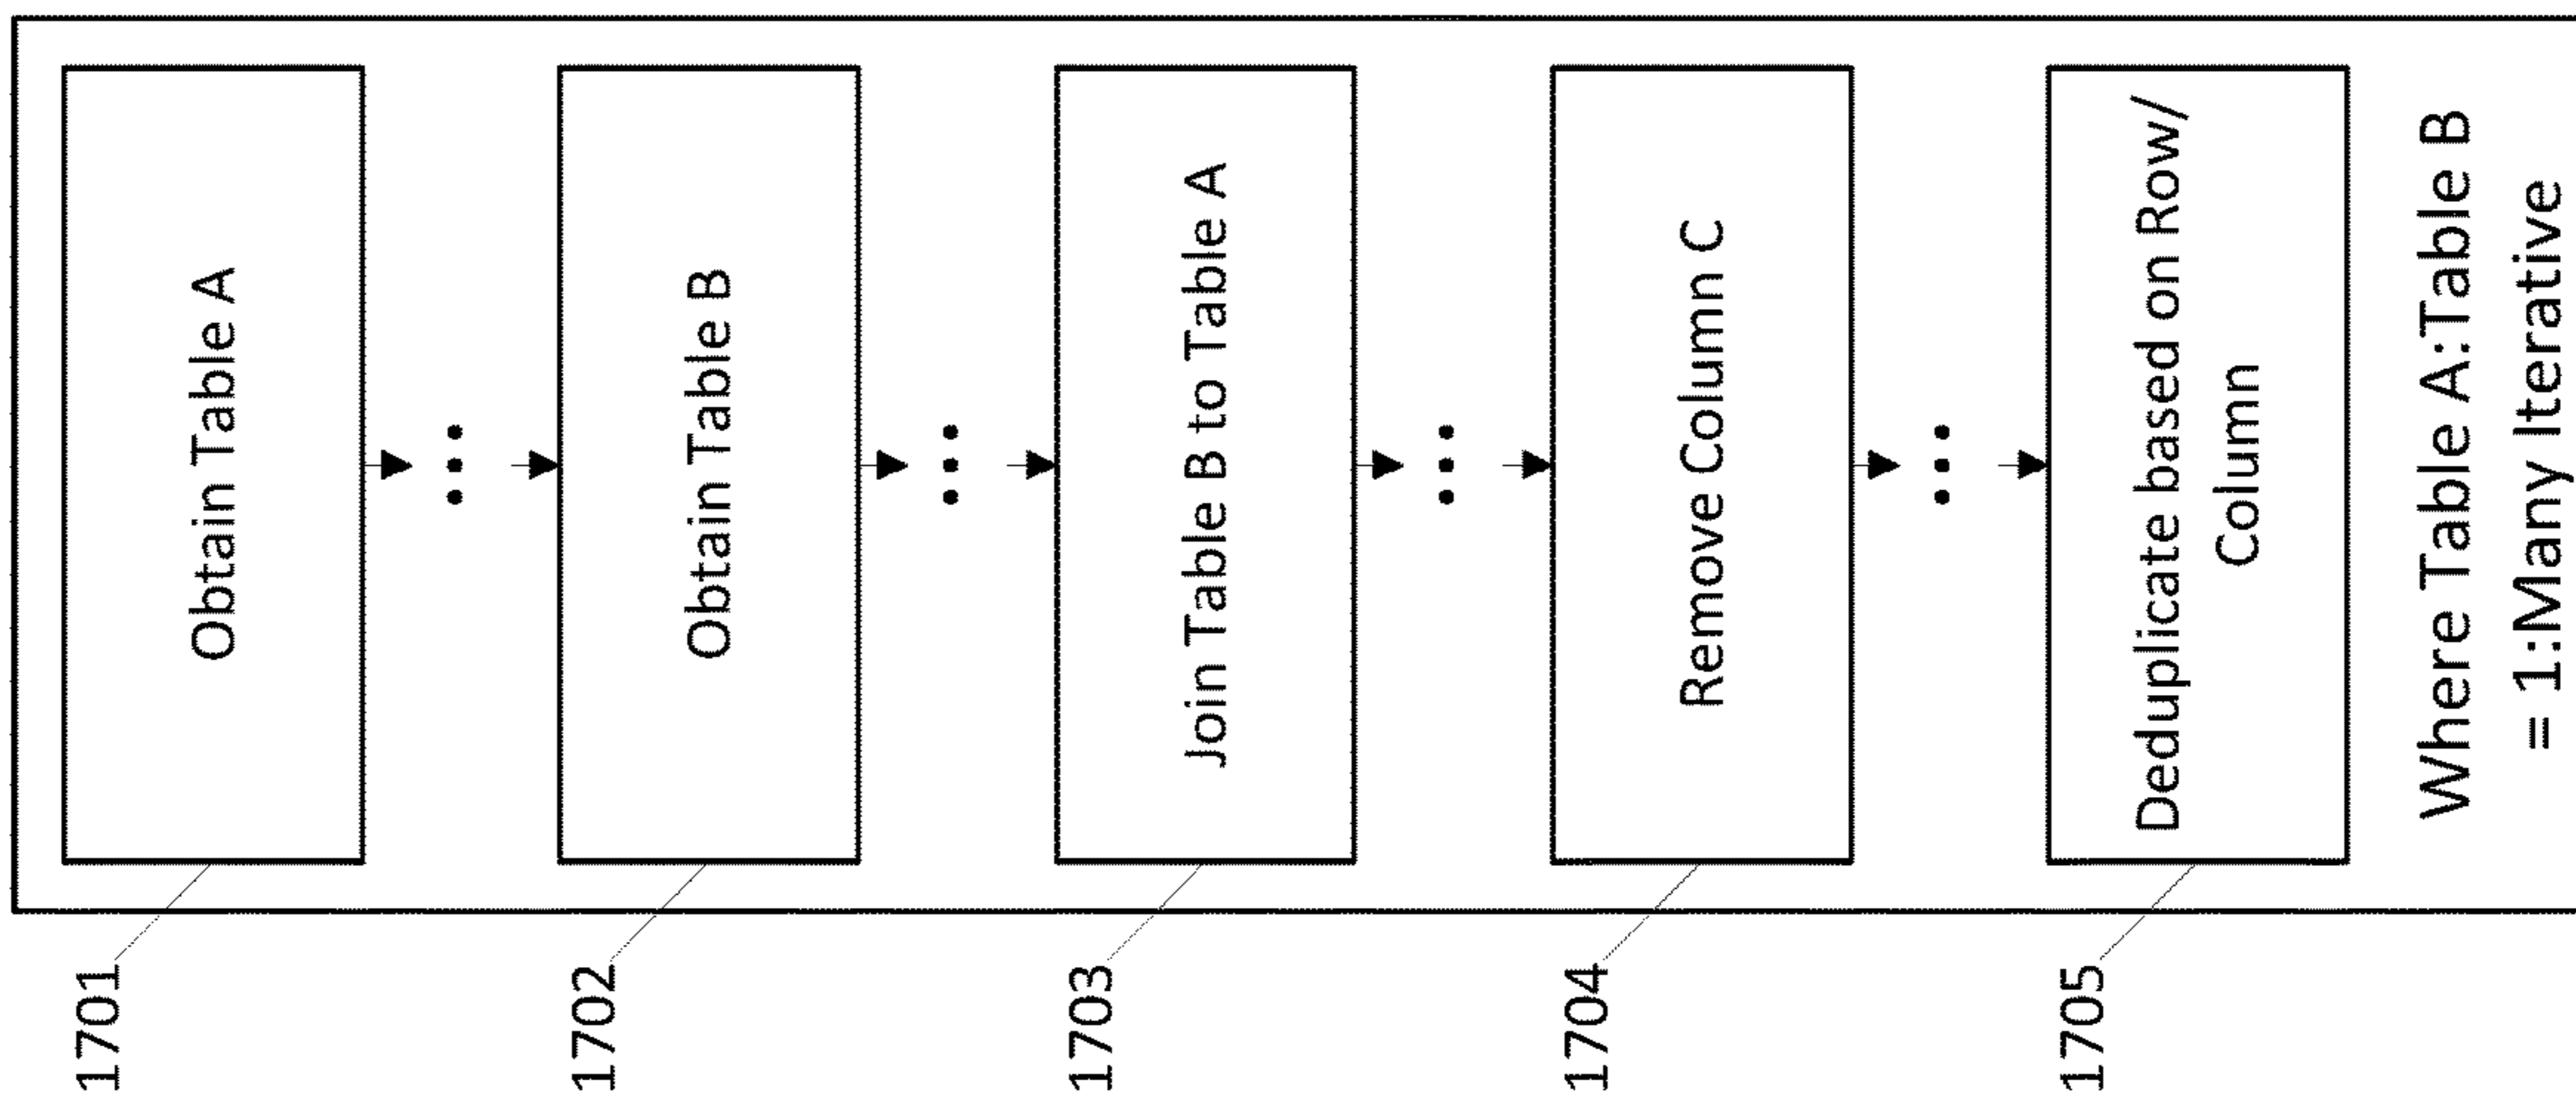 1701
Obtain Table A
1702
Obtain Table B
1703
Join Table B to Table A
1704
Remove Column C
1705
Deduplicate based on Row/
Column
Where Table A:Table B
= 1:Many Iterative